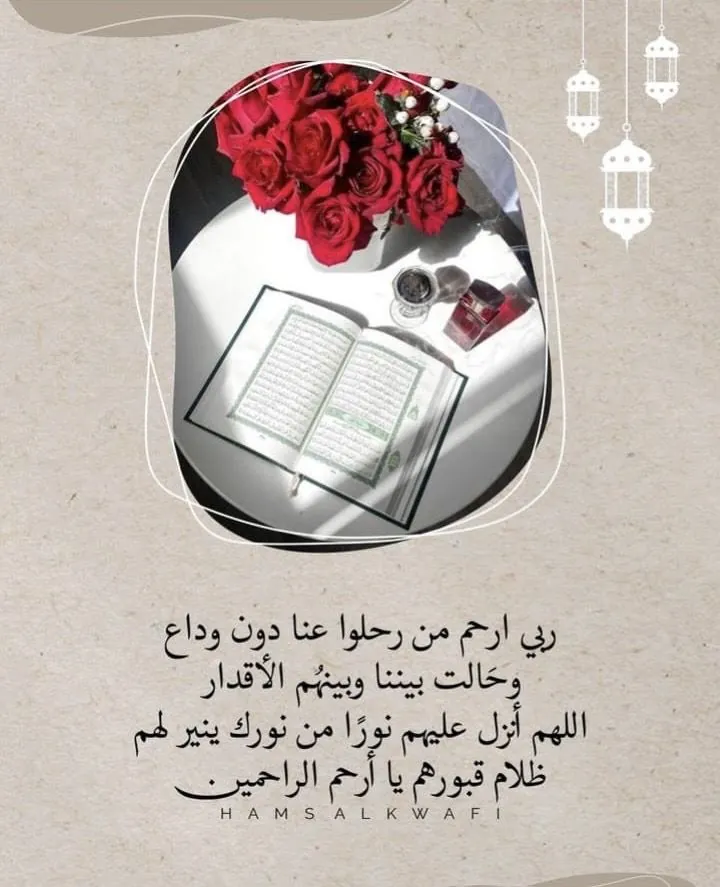 ربي ارحم من رحلوا عنا دون وداع
وحَالت بيننا وبينهُم الأقدار
اللهم أنزل عليهم نورًا من نورك ينير لهم
ظلام قبورهم يا أرحم الراحمين.
HAMSALKWAFI